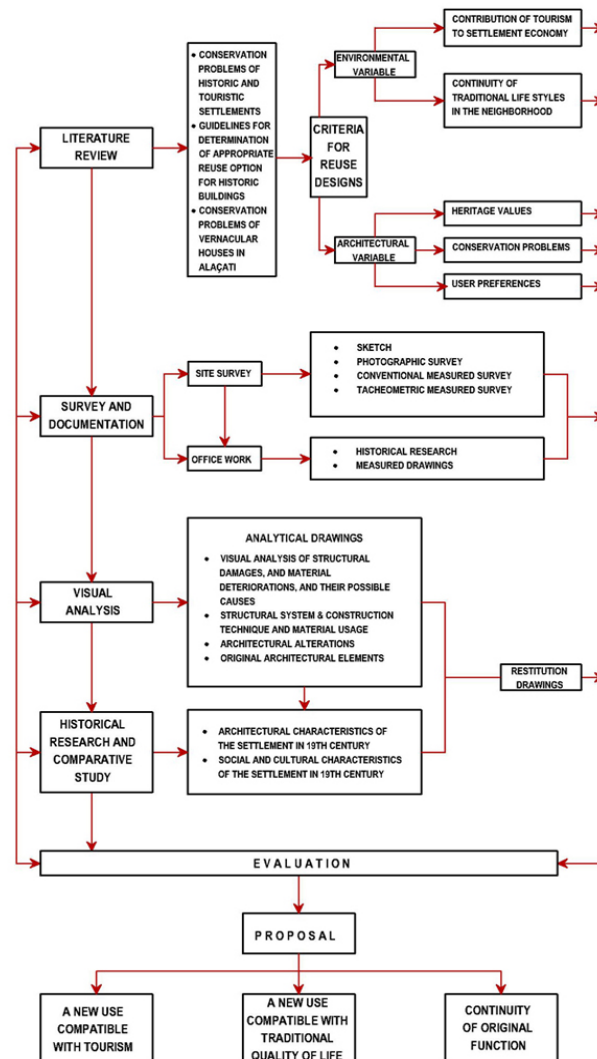 CONTRIBUTION OF TOURISM
TO SETTLEMENT ECONOMY
ENVIRONMENTAL
VARIABLE
CONTINUITY OF
TRADITIONAL LIFE STYLES
IN THE NEIGHBORHOOD
LITERATURE
REVIEW
• CONSERVATION
PROBLEMS OF
HISTORIC AND
TOURISTIC
SETTLEMENTS
• GUIDELINES FOR
DETERMINATION
OF APPROPRIATE
REUSE OPTION
FOR HISTORIC
BUILDINGS
• CONSERVATION
PROBLEMS OF
VERNACULAR
HOUSES IN
ALAÇATI
CRITERIA
FOR
REUSE
DESIGNS
HERITAGE VALUES
ARCHITECTURAL
VARIABLE
CONSERVATION PROBLEMS
USER PREFERENCES
SURVEY AND
DOCUMENTATION
SITE SURVEY
• SKETCH
• PHOTOGRAPHIC SURVEY
• CONVENTIONAL MEASURED SURVEY
• TACHEOMETRIC MEASURED SURVEY
OFFICE WORK
• HISTORICAL RESEARCH
• MEASURED DRAWINGS
VISUAL
ANALYSIS
ANALYTICAL DRAWINGS
• VISUAL ANALYSIS OF STRUCTURAL
DAMAGES, AND MATERIAL
DETERIORATIONS, AND THEIR POSSIBLE
CAUSES
• STRUCTURAL SYSTEM & CONSTRUCTION
TECHNIQUE AND MATERIAL USAGE
• ARCHITECTURAL ALTERATIONS
• ORIGINAL ARCHITECTURAL ELEMENTS
RESTITUTION
DRAWINGS
HISTORICAL
RESEARCH AND
COMPARATIVE
STUDY
• ARCHITECTURAL CHARACTERISTICS OF
THE SETTLEMENT IN 19TH CENTURY
• SOCIAL AND CULTURAL CHARACTERISTICS
OF THE SETTLEMENT IN 19TH CENTURY
EVALUATION
PROPOSAL
A NEW USE
COMPATIBLE
WITH TOURISM
A NEW USE
COMPATIBLE WITH
TRADITIONAL
QUALITY OF LIFE
CONTINUITY
OF ORIGINAL
FUNCTION